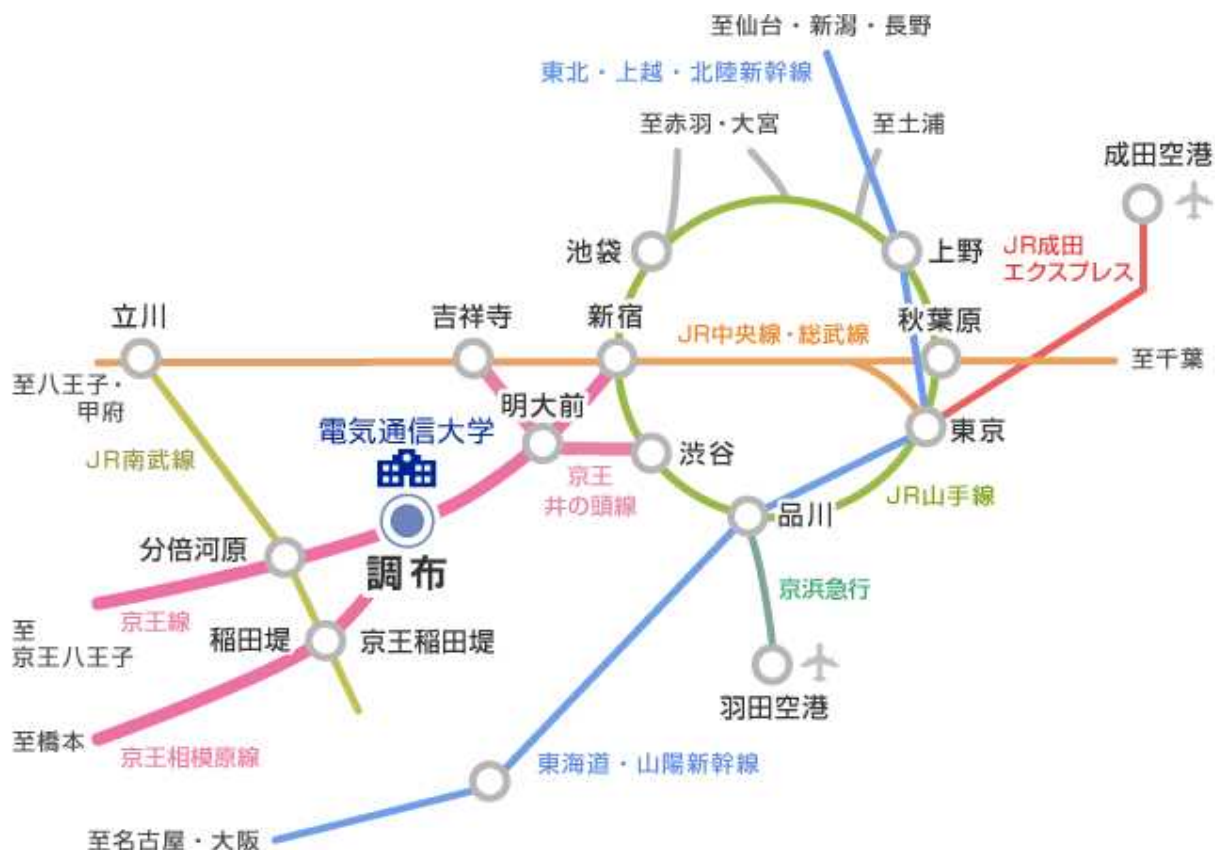 至仙台・新潟・長野
東北・上越・北陸新幹線
至赤羽・大宮
至土浦
成田空港
池袋
上野
JR成田
エクスプレス
立川
吉祥寺
新宿
JR中央線・総武線
秋葉原
至千葉
至八王子・
甲府
明大前
電気通信大学
渋谷
東京
JR南武線
京王
井の頭線
JR山手線
品川
分倍河原
調布
京浜急行
京王線
至
京王八王子
稲田堤
京王稲田堤
羽田空港
至橋本
京王相模原線
東海道・山陽新幹線
至名古屋・大阪